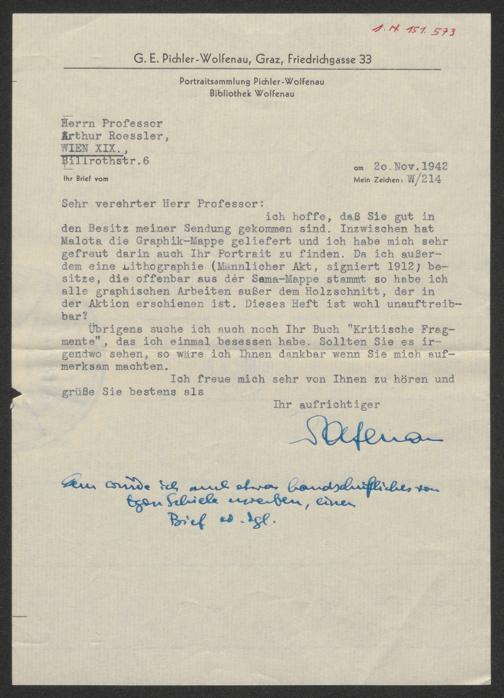 J. N. 151.573
G. E. Pichler-Wolfenau, Graz, Friedrichgasse 33
Portraitsammlung Pichler-Wolfenau
Bibliothek Wolfenau
Herrn Professor
Arthur Roessler,
WIEN XIX.,
Billrothstr.6
am 2o.Nov.1942
Ihr Brief vom
Mein Zeichen: W/214
Sehr verehrter Herr Professor:
ich hoffe, daß Sie gut in
den Besitz meiner Sendung gekommen sind. Inzwischen hat
Malota die Graphik-Mappe geliefert und ich habe mich sehr
gefreut darin auch Ihr Portrait zu finden. Da ich außer-
dem eine Lithographie (Männlicher Akt, signiert 1912) be-
sitze, die offenbar aus der Sema-Mappe stammt so habe ich
alle graphischen Arbeiten außer dem Holzschnitt, der in
der Aktion erschienen ist. Dieses Heft ist wohl unauftreib-
bar?
Übrigens suche ich auch noch Ihr Buch "Kritische Frag-
mente", das ich einmal besessen habe. Sollten Sie es ir-
gendwo sehen, so wäre ich Ihnen dankbar wenn Sie mich auf-
merksam machten.
Ich freue mich sehr von Ihnen zu hören und
grüße Sie bestens als
Ihr aufrichtiger
Wolfenau
Gern würde ich auch etwas handschriftliches von
Egon Schiele erwerben, einen
Brief od. dgl.